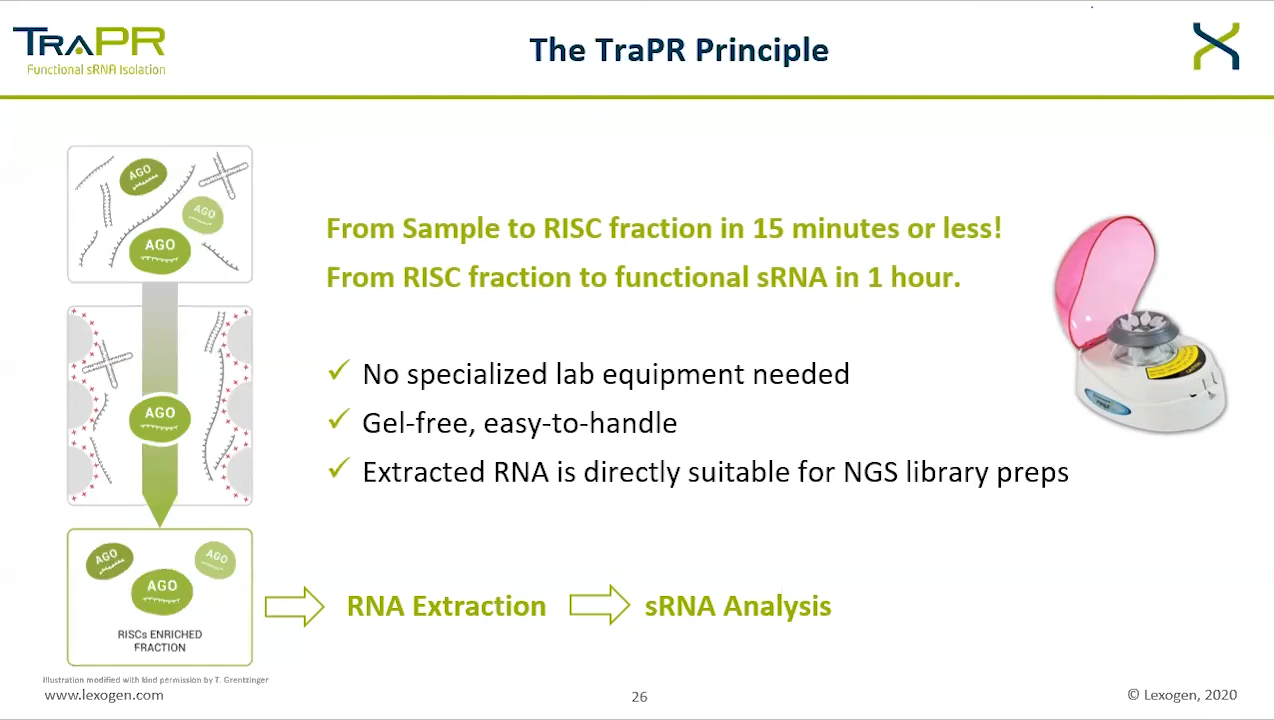 TRAPR
Functional sRNA Isolation
The TraPR Principle
AGO
AGO
AGO
From Sample to RISC fraction in 15 minutes or less!
From RISC fraction to functional sRNA in 1 hour.
No specialized lab equipment needed
AGO
Gel-free, easy-to-handle
Extracted RNA is directly suitable for NGS library preps
AGO
AGO
AGO
RISCs ENRICHED
FRACTION
RNA Extraction
sRNA Analysis
Illustration modified with kind permission by T. Grentzinger
www.lexogen.com
26
© Lexogen, 2020